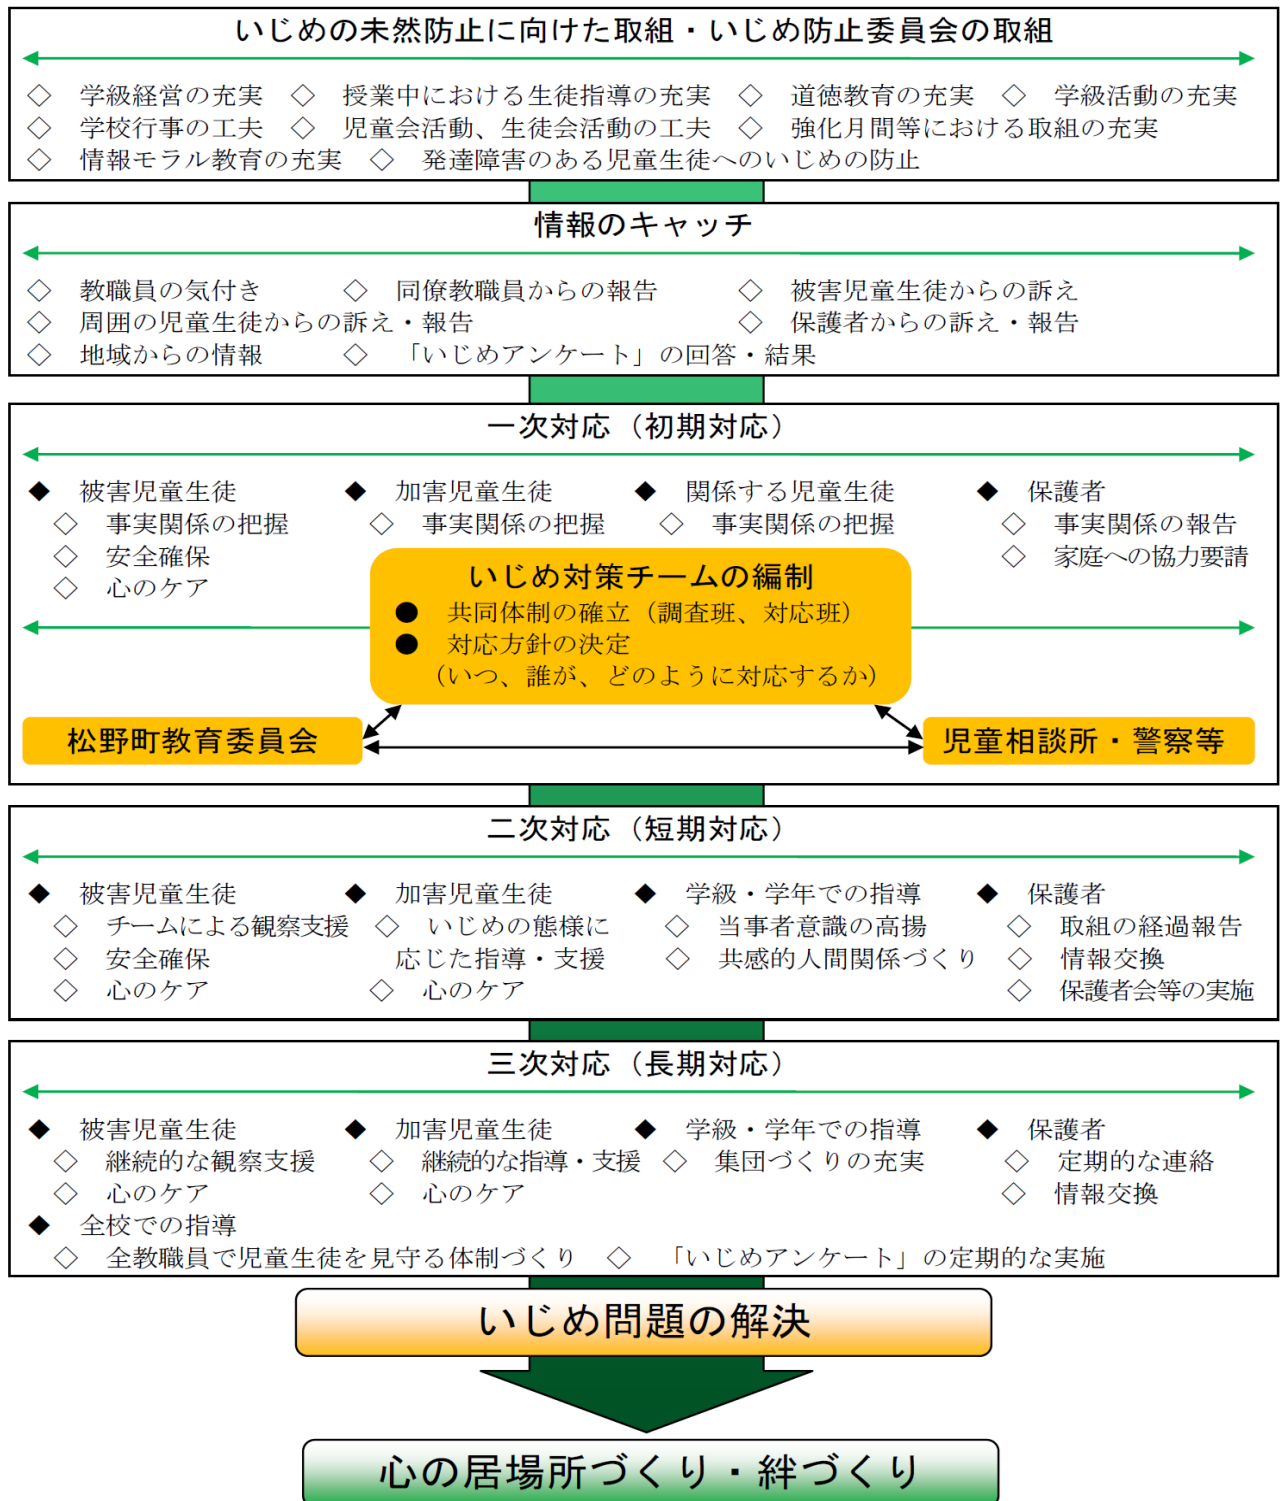 いじめの未然防止に向けた取組・いじめ防止委員会の取組
◇ 学級経営の充実 ◇ 授業中における生徒指導の充実 ◇ 道徳教育の充実 ◇ 学級活動の充実
◇ 学校行事の工夫 ◇ 児童会活動、生徒会活動の工夫 ◇ 強化月間等における取組の充実
◇ 情報モラル教育の充実 ◇ 発達障害のある児童生徒へのいじめの防止
情報のキャッチ
◇ 教職員の気付き ◇ 同僚教職員からの報告 ◇ 被害児童生徒からの訴え
◇ 周囲の児童生徒からの訴え・報告 ◇ 保護者からの訴え・報告
◇ 地域からの情報 ◇ 「いじめアンケート」の回答・結果
一次対応（初期対応）
◆ 被害児童生徒 ◆ 加害児童生徒 ◆ 関係する児童生徒 ◆ 保護者
◇ 事実関係の把握 ◇ 事実関係の把握 ◇ 事実関係の把握 ◇ 事実関係の報告
◇ 安全確保 ◇ 家庭への協力要請
◇ 心のケア
いじめ対策チームの編制
● 共同体制の確立（調査班、対応班）
● 対応方針の決定
（いつ、誰が、どのように対応するか）
松野町教育委員会 児童相談所・警察等
二次対応（短期対応）
◆ 被害児童生徒 ◆ 加害児童生徒 ◆ 学級・学年での指導 ◆ 保護者
◇ チームによる観察支援 ◇ いじめの態様に ◇ 当事者意識の高揚 ◇ 取組の経過報告
◇ 安全確保 応じた指導・支援 ◇ 共感的人間関係づくり ◇ 情報交換
◇ 心のケア ◇ 心のケア ◇ 保護者会等の実施
三次対応（長期対応）
◆ 被害児童生徒 ◆ 加害児童生徒 ◆ 学級・学年での指導 ◆ 保護者
◇ 継続的な観察支援 ◇ 継続的な指導・支援 ◇ 集団づくりの充実 ◇ 定期的な連絡
◇ 心のケア ◇ 心のケア ◇ 情報交換
◆ 全校での指導
◇ 全教職員で児童生徒を見守る体制づくり ◇ 「いじめアンケート」の定期的な実施
いじめ問題の解決
心の居場所づくり・絆づくり